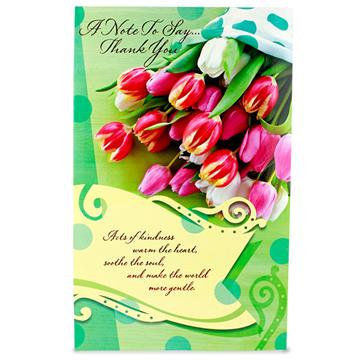 A Note To Say...
Thank You
Acts of kindness
warm the heart,
soothe the soul,
and make the world
more gentle.